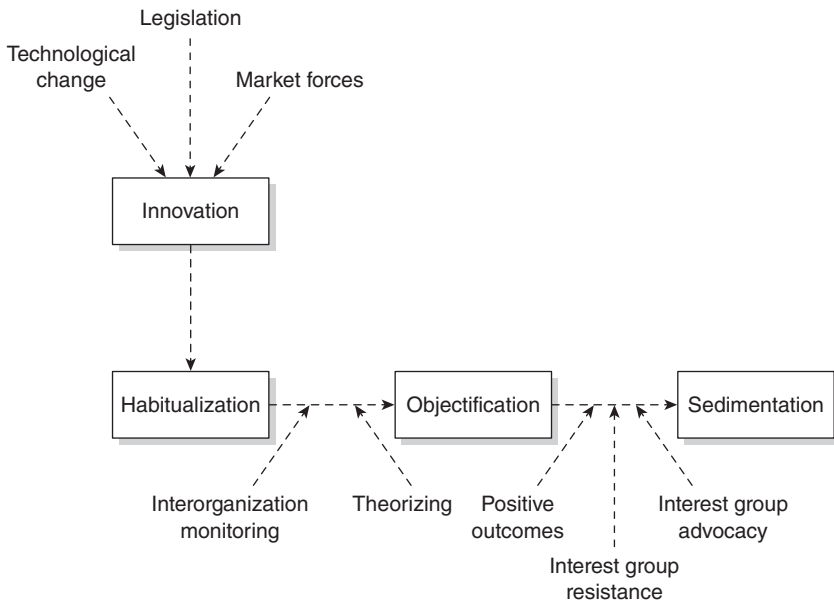 Legislation
Technological
change
Market forces
Innovation
Habitualization
Objectification
Sedimentation
Interorganization
monitoring
Theorizing
Positive
outcomes
Interest group
resistance
Interest group
advocacy